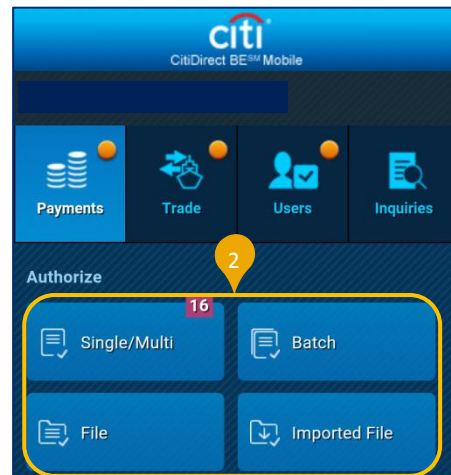 citi
CitiDirect BE℠ Mobile
Payments
Trade
Users
Inquiries
2
Authorize
16
Single/Multi
Batch
File
Imported File